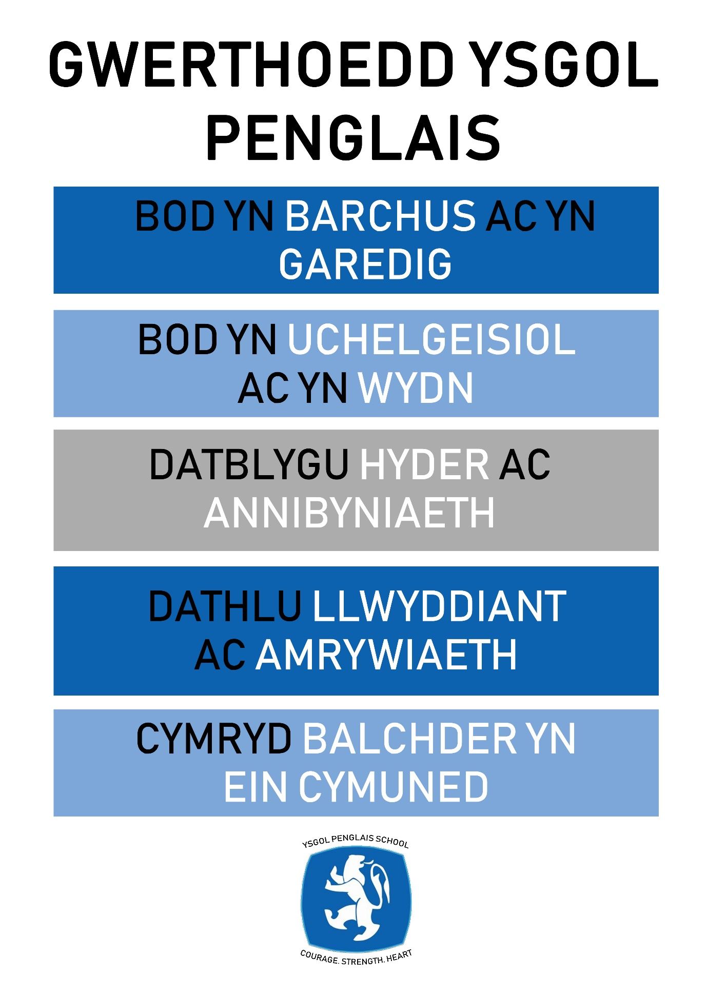 GWERTHOEDD YSGOL
PENGLAIS
BOD YN BARCHUS AC YN
GAREDIG
BOD YN UCHELGEISIOL
AC YN WYDN
DATBLYGU HYDER AC
ANNIBYNIAETH
DATHLU LLWYDDIANT
AC AMRYWIAETH
CYMRYD BALCHDER YN
EIN CYMUNED
YSGOL PENGLAIS SCHOOL
COURAGE. STRENGTH. HEART